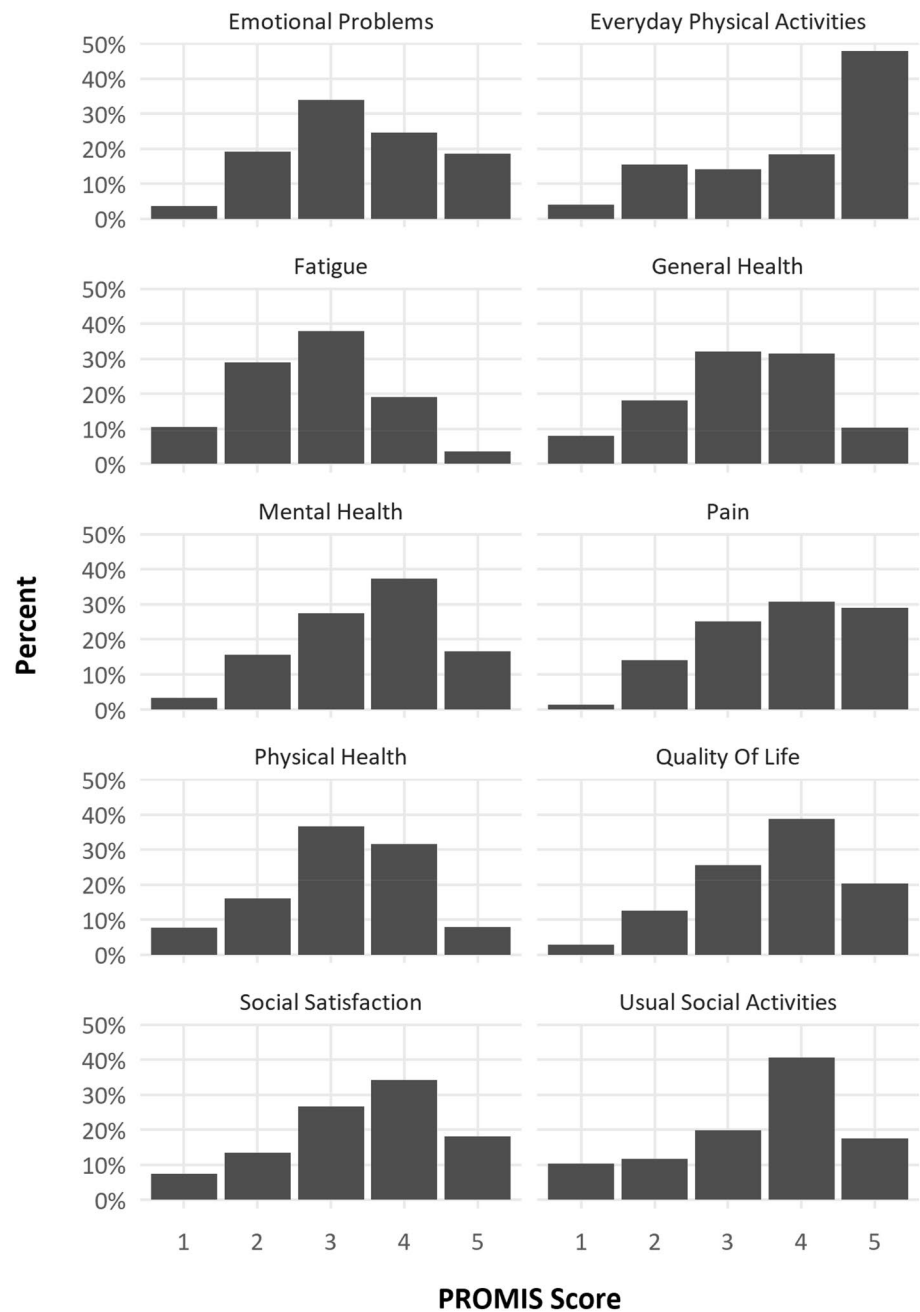 Emotional Problems
Everyday Physical Activities
50%
40%
30%
20%
10%
0%
Fatigue
General Health
50%
40%
30%
20%
10%
0%
Mental Health
Pain
50%
40%
30%
20%
10%
0%
Physical Health
Quality Of Life
50%
40%
30%
20%
10%
0%
Social Satisfaction
Usual Social Activities
50%
40%
30%
20%
10%
0%
Percent
1 2 3 4 5
1 2 3 4 5
PROMIS Score